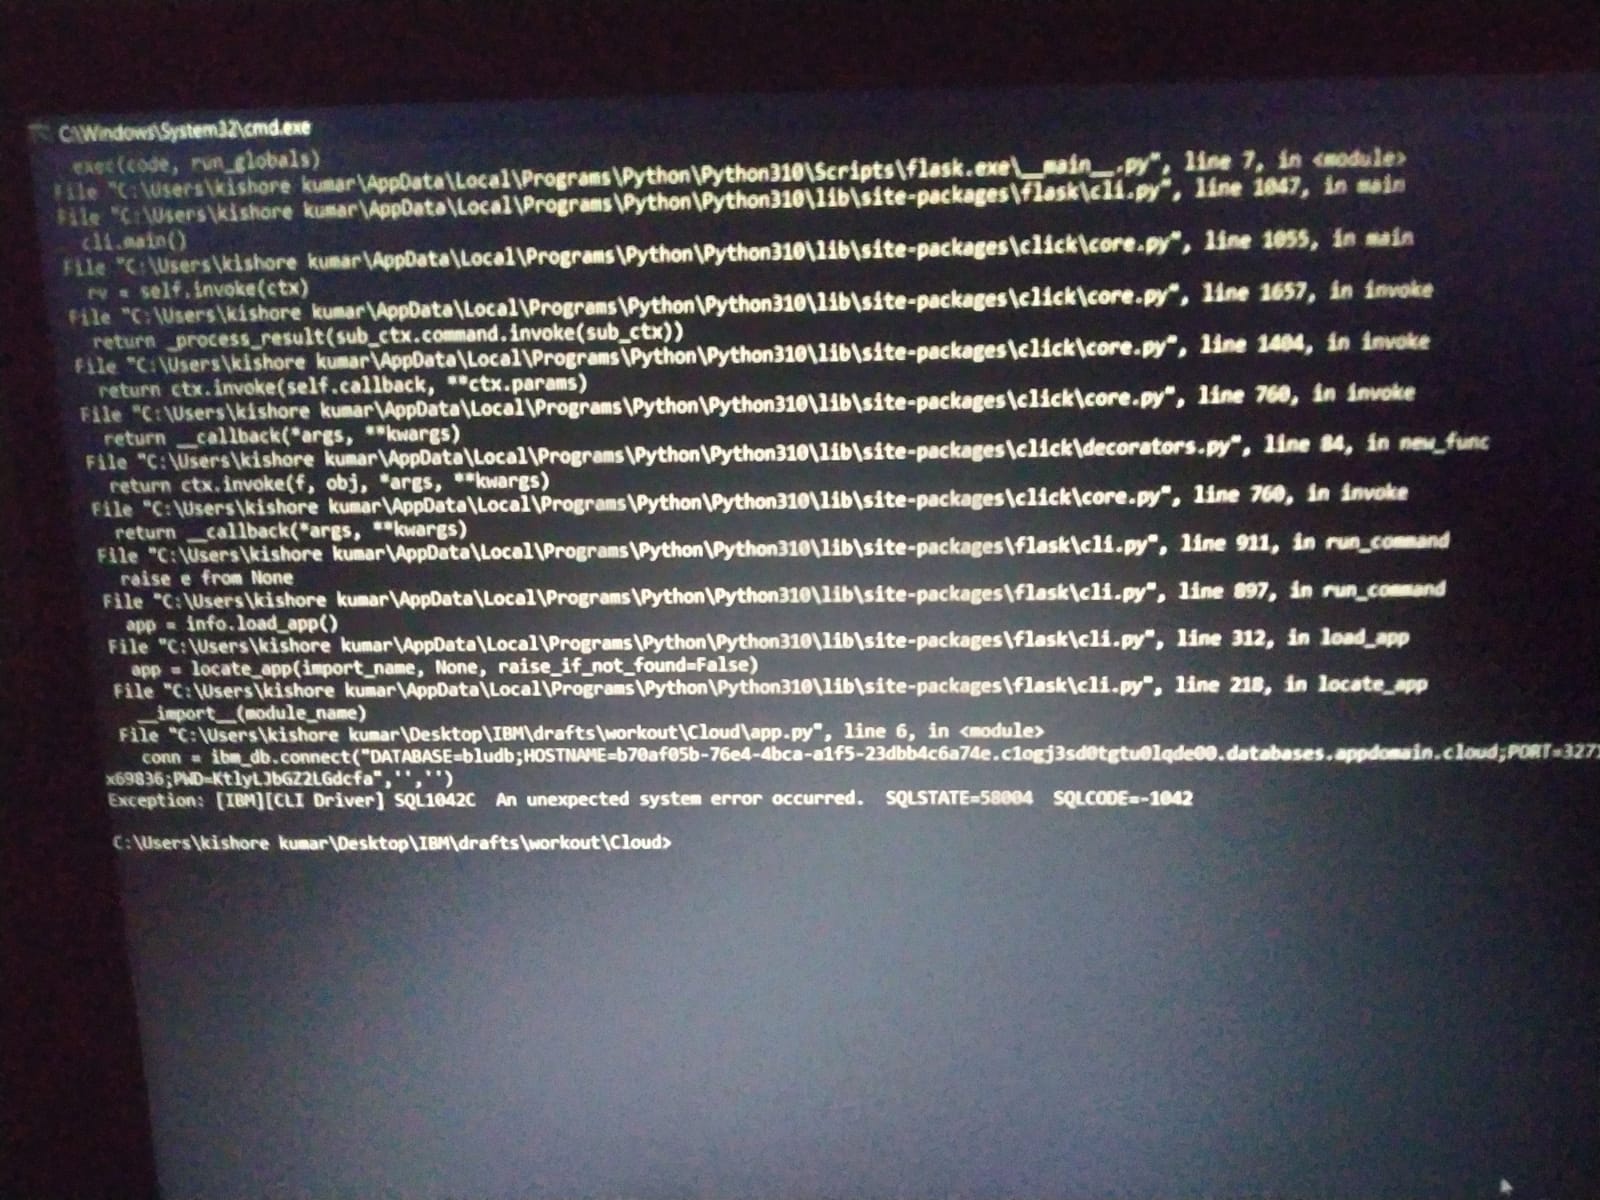 C:\Windows\System32\cmd.exe
exec(code, run_globals)
File "C:\Users\kishore kumar\AppData\Local\Programs\Python\Python310\Scripts\flask.exe\__main__.py", line 7, in <module>
File "C:\Users\kishore kumar\AppData\Local\Programs\Python\Python310\lib\site-packages\flask\cli.py", line 1047, in main
cli.main()
File "C:\Users\kishore kumar\AppData\Local\Programs\Python\Python310\lib\site-packages\click\core.py", line 1055, in main
rv = self.invoke(ctx)
File "C:\Users\kishore kumar\AppData\Local\Programs\Python\Python310\lib\site-packages\click\core.py", line 1657, in invoke
return _process_result(sub_ctx.command.invoke(sub_ctx))
File "C:\Users\kishore kumar\AppData\Local\Programs\Python\Python310\lib\site-packages\click\core.py", line 1404, in invoke
return ctx.invoke(self.callback, **ctx.params)
File "C:\Users\kishore kumar\AppData\Local\Programs\Python\Python310\lib\site-packages\click\core.py", line 760, in invoke
return __callback(*args, **kwargs)
File "C:\Users\kishore kumar\AppData\Local\Programs\Python\Python310\lib\site-packages\click\decorators.py", line 84, in new_func
return ctx.invoke(f, obj, *args, **kwargs)
File "C:\Users\kishore kumar\AppData\Local\Programs\Python\Python310\lib\site-packages\click\core.py", line 760, in invoke
return __callback(*args, **kwargs)
File "C:\Users\kishore kumar\AppData\Local\Programs\Python\Python310\lib\site-packages\flask\cli.py", line 911, in run_command
raise e from None
File "C:\Users\kishore kumar\AppData\Local\Programs\Python\Python310\lib\site-packages\flask\cli.py", line 897, in run_command
app = info.load_app()
File "C:\Users\kishore kumar\AppData\Local\Programs\Python\Python310\lib\site-packages\flask\cli.py", line 312, in load_app
app = locate_app(import_name, None, raise_if_not_found=False)
File "C:\Users\kishore kumar\AppData\Local\Programs\Python\Python310\lib\site-packages\flask\cli.py", line 218, in locate_app
__import__(module_name)
File "C:\Users\kishore kumar\Desktop\IBM\drafts\workout\Cloud\app.py", line 6, in <module>
conn = ibm_db.connect("DATABASE=bludb;HOSTNAME=b70af05b-76e4-4bca-a1f5-23dbb4c6a74e.c1ogj3sd0tgtu0lqde00.databases.appdomain.cloud;PORT=3271
x69836;PWD=KtlyLJbGZ2LGdcfa",'','')
Exception: [IBM][CLI Driver] SQL1042C An unexpected system error occurred. SQLSTATE=58004 SQLCODE=-1042
C:\Users\kishore kumar\Desktop\IBM\drafts\workout\Cloud>